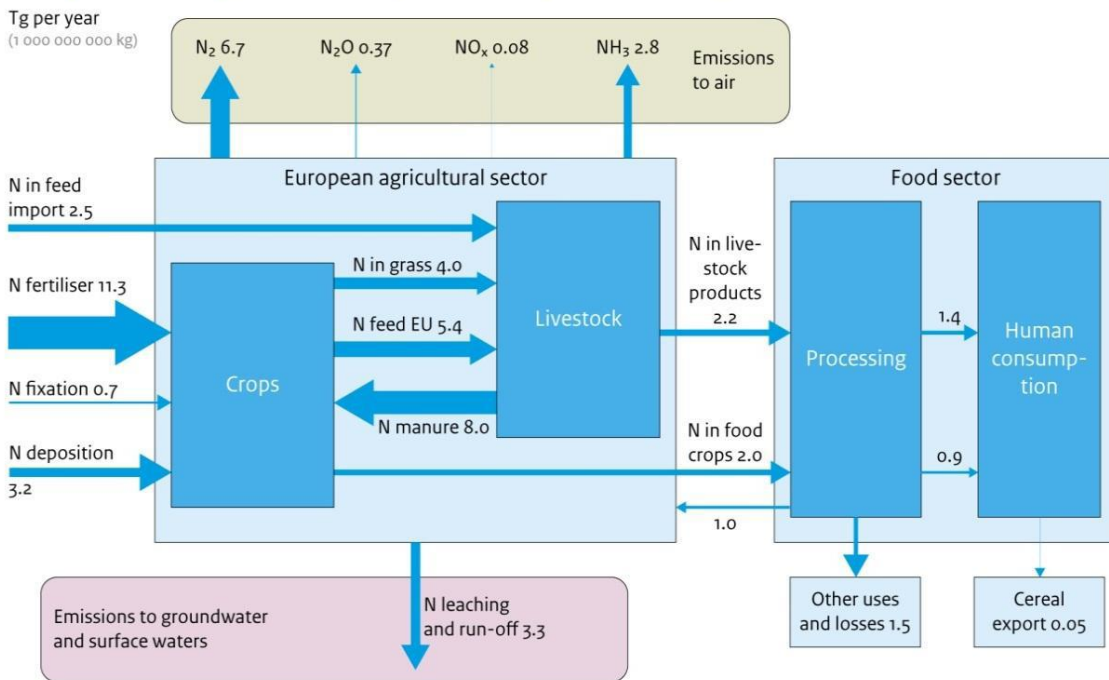 Tg per year
(1 000 000 000 kg)
N₂ 6.7
N₂O 0.37
NOₓ 0.08
NH₃ 2.8
Emissions
to air
European agricultural sector
Food sector
N in feed
import 2.5
N fertiliser 11.3
N fixation 0.7
N deposition
3.2
Crops
N in grass 4.0
N feed EU 5.4
N manure 8.0
Livestock
N in live-
stock
products
2.2
N in food
crops 2.0
1.0
Processing
1.4
0.9
Human
consump-
tion
Emissions to groundwater
and surface waters
N leaching
and run-off 3.3
Other uses
and losses 1.5
Cereal
export 0.05